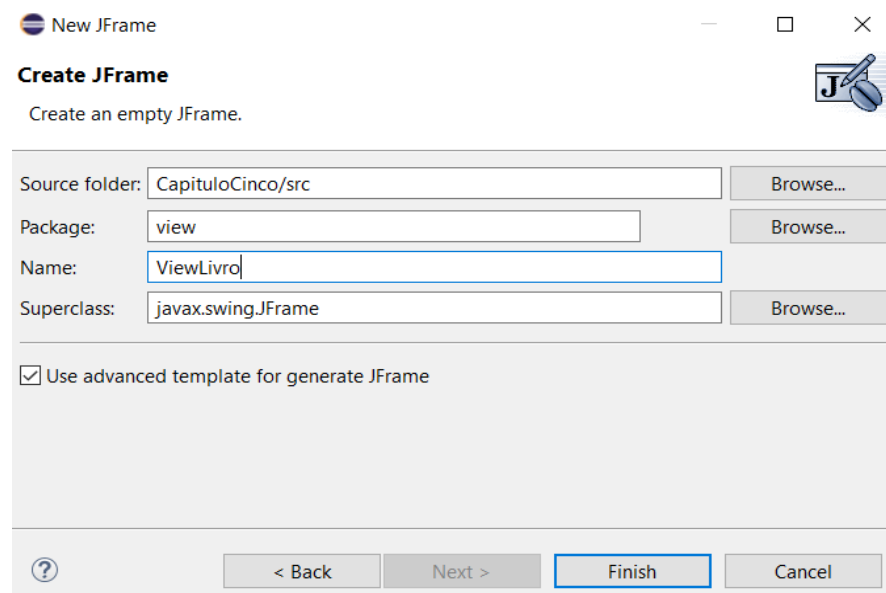 New JFrame
Create JFrame
Create an empty JFrame.
J
Source folder: CapituloCinco/src Browse...
Package: view Browse...
Name: ViewLivro
Superclass: javax.swing.JFrame Browse...
Use advanced template for generate JFrame
? < Back Next > Finish Cancel